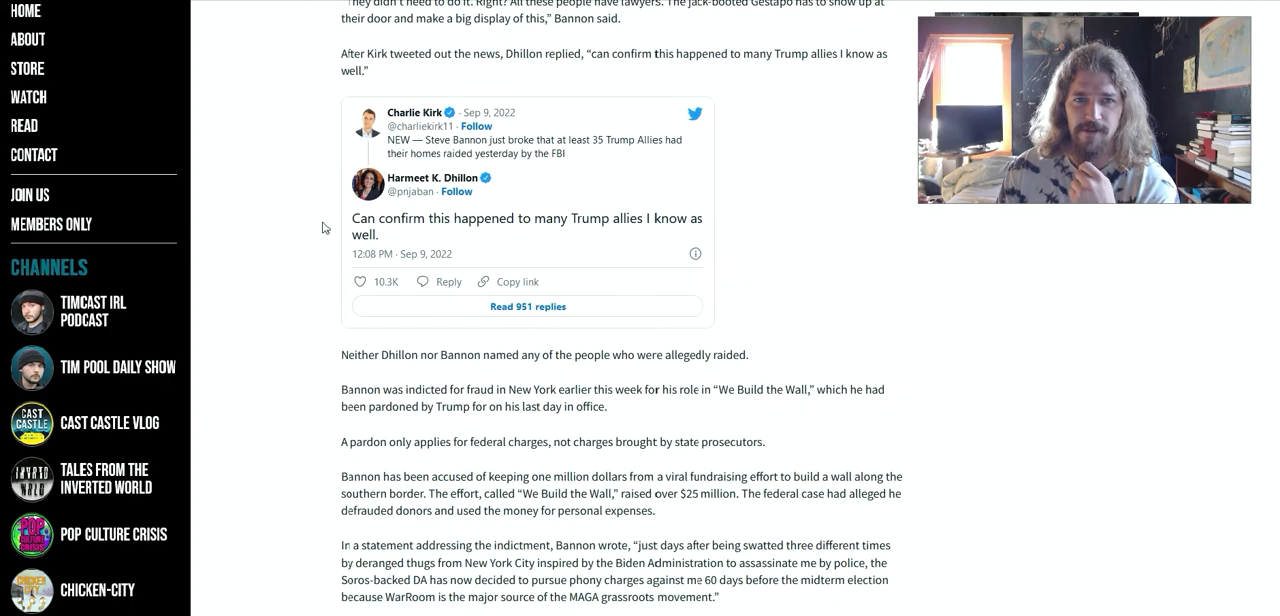 HOME
ABOUT
STORE
WATCH
READ
CONTACT
JOIN US
MEMBERS ONLY
CHANNELS
TIMCAST IRL
PODCAST
TIM POOL DAILY SHOW
CAST CASTLE VLOG
TALES FROM THE
INVERTED WORLD
POP CULTURE CRISIS
CHICKEN-CITY
They didn't need to do it. Right? All these people have lawyers. The jack-booted Gestapo has to show up at
their door and make a big display of this,” Bannon said.
After Kirk tweeted out the news, Dhillon replied, “can confirm this happened to many Trump allies I know as
well.”
Charlie Kirk · Sep 9, 2022
@charliekirk11 · Follow
NEW — Steve Bannon just broke that at least 35 Trump Allies had
their homes raided yesterday by the FBI
Harmeet K. Dhillon
@pnjaban · Follow
Can confirm this happened to many Trump allies I know as
well.
12:08 PM · Sep 9, 2022
10.3K Reply Copy link
Read 951 replies
Neither Dhillon nor Bannon named any of the people who were allegedly raided.
Bannon was indicted for fraud in New York earlier this week for his role in “We Build the Wall,” which he had
been pardoned by Trump for on his last day in office.
A pardon only applies for federal charges, not charges brought by state prosecutors.
Bannon has been accused of keeping one million dollars from a viral fundraising effort to build a wall along the
southern border. The effort, called “We Build the Wall,” raised over $25 million. The federal case had alleged he
defrauded donors and used the money for personal expenses.
In a statement addressing the indictment, Bannon wrote, “just days after being swatted three different times
by deranged thugs from New York City inspired by the Biden Administration to assassinate me by police, the
Soros-backed DA has now decided to pursue phony charges against me 60 days before the midterm election
because WarRoom is the major source of the MAGA grassroots movement.”